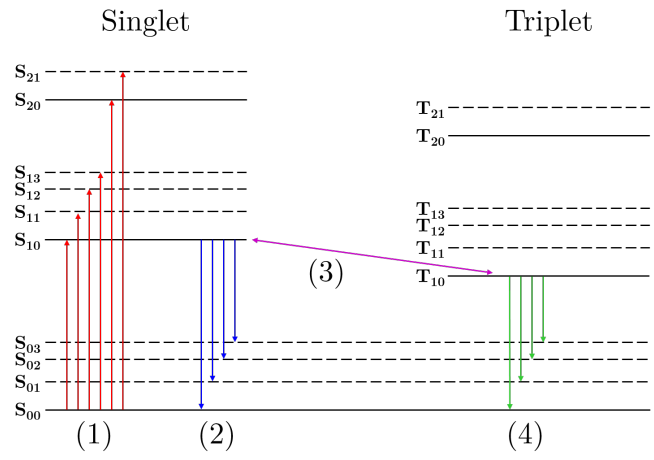 Singlet Triplet
S21
T21
S20
T20
S13
S12
T13
S11
T12
T11
S10
(3)
T10
S03
S02
S01
S00
(1) (2) (4)